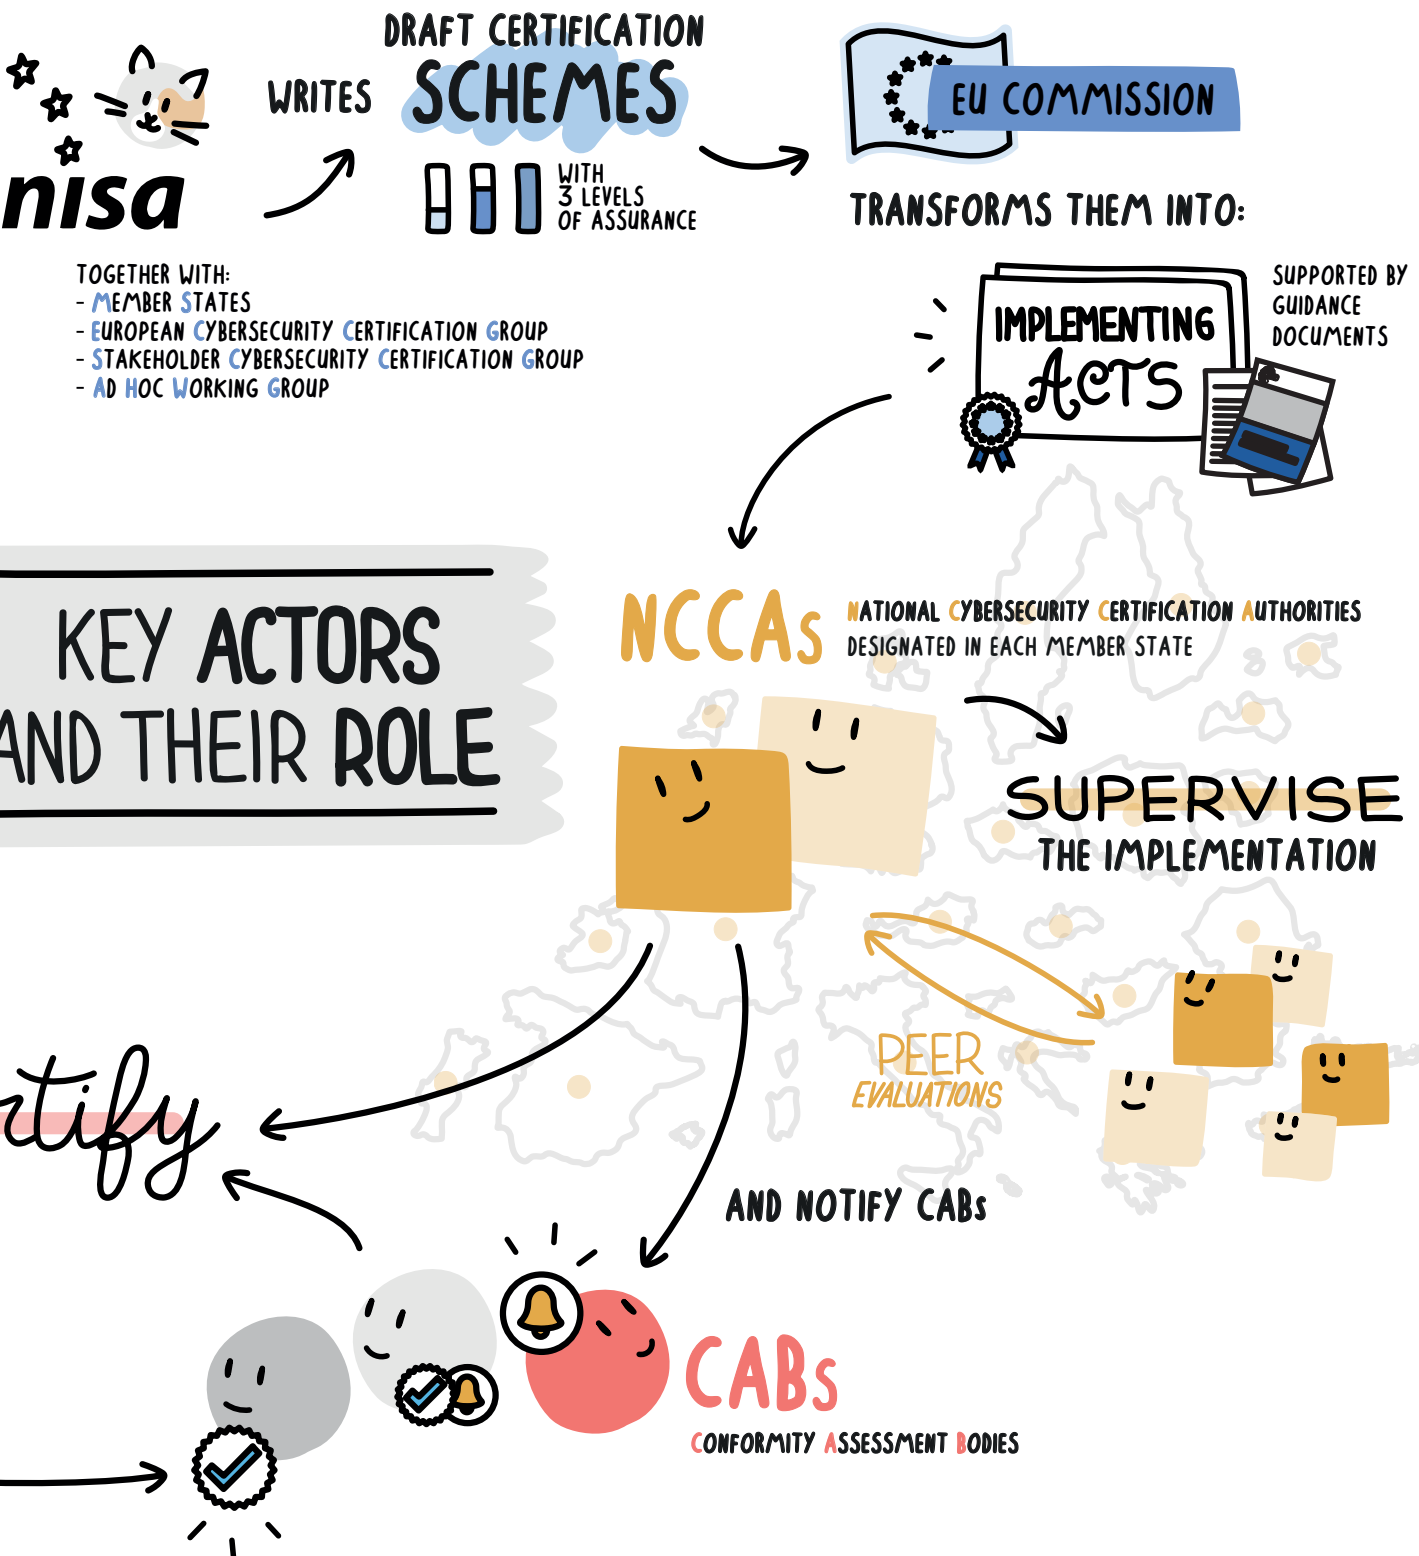 DRAFT CERTIFICATION
WRITES
SCHEMES
WITH
3 LEVELS
OF ASSURANCE
EU COMMISSION
TRANSFORMS THEM INTO:
nisa
TOGETHER WITH:
- MEMBER STATES
- EUROPEAN CYBERSECURITY CERTIFICATION GROUP
- STAKEHOLDER CYBERSECURITY CERTIFICATION GROUP
- AD HOC WORKING GROUP
IMPLEMENTING
ACTS
SUPPORTED BY
GUIDANCE
DOCUMENTS
KEY ACTORS
AND THEIR ROLE
NCCAs
NATIONAL CYBERSECURITY CERTIFICATION AUTHORITIES
DESIGNATED IN EACH MEMBER STATE
SUPERVISE
THE IMPLEMENTATION
PEER
EVALUATIONS
tify
AND NOTIFY CABs
CABs
CONFORMITY ASSESSMENT BODIES